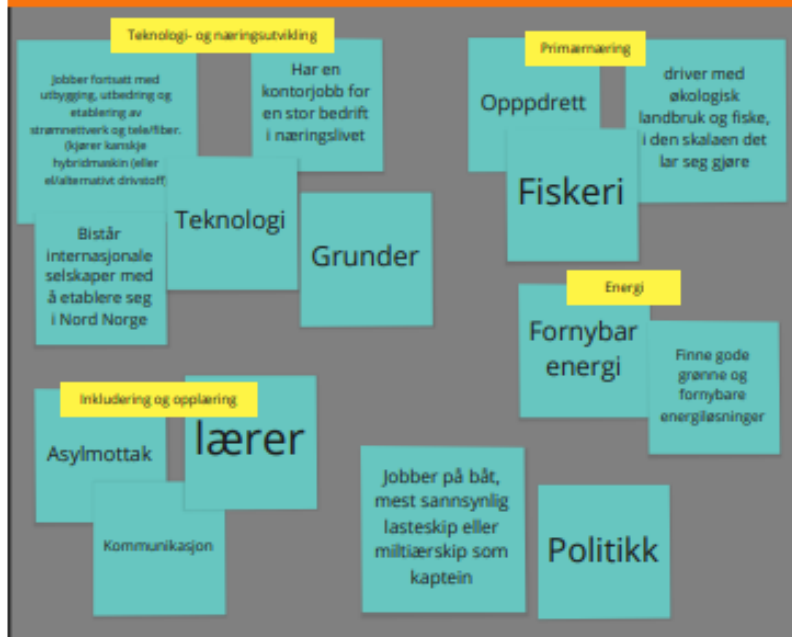 Teknologi- og næringsutvikling
Jobber fortsatt med
utbygging, utbedring og
etablering av
strømnettverk og tele/fiber.
(kjører kanskje
hybridmaskin (eller
el/alternativt drivstoff)
Har en
kontorjobb for
en stor bedrift
i næringslivet
Teknologi
Grunder
Bistår
internasjonale
selskaper med
å etablere seg
i Nord Norge
Primærnæring
Opppdrett
driver med
økologisk
landbruk og fiske,
i den skalaen det
lar seg gjøre
Fiskeri
Energi
Fornybar
energi
Finne gode
grønne og
fornybare
energiløsninger
Inkludering og opplæring
Asylmottak
lærer
Kommunikasjon
Jobber på båt,
mest sannsynlig
lasteskip eller
miltiærskip som
kaptein
Politikk